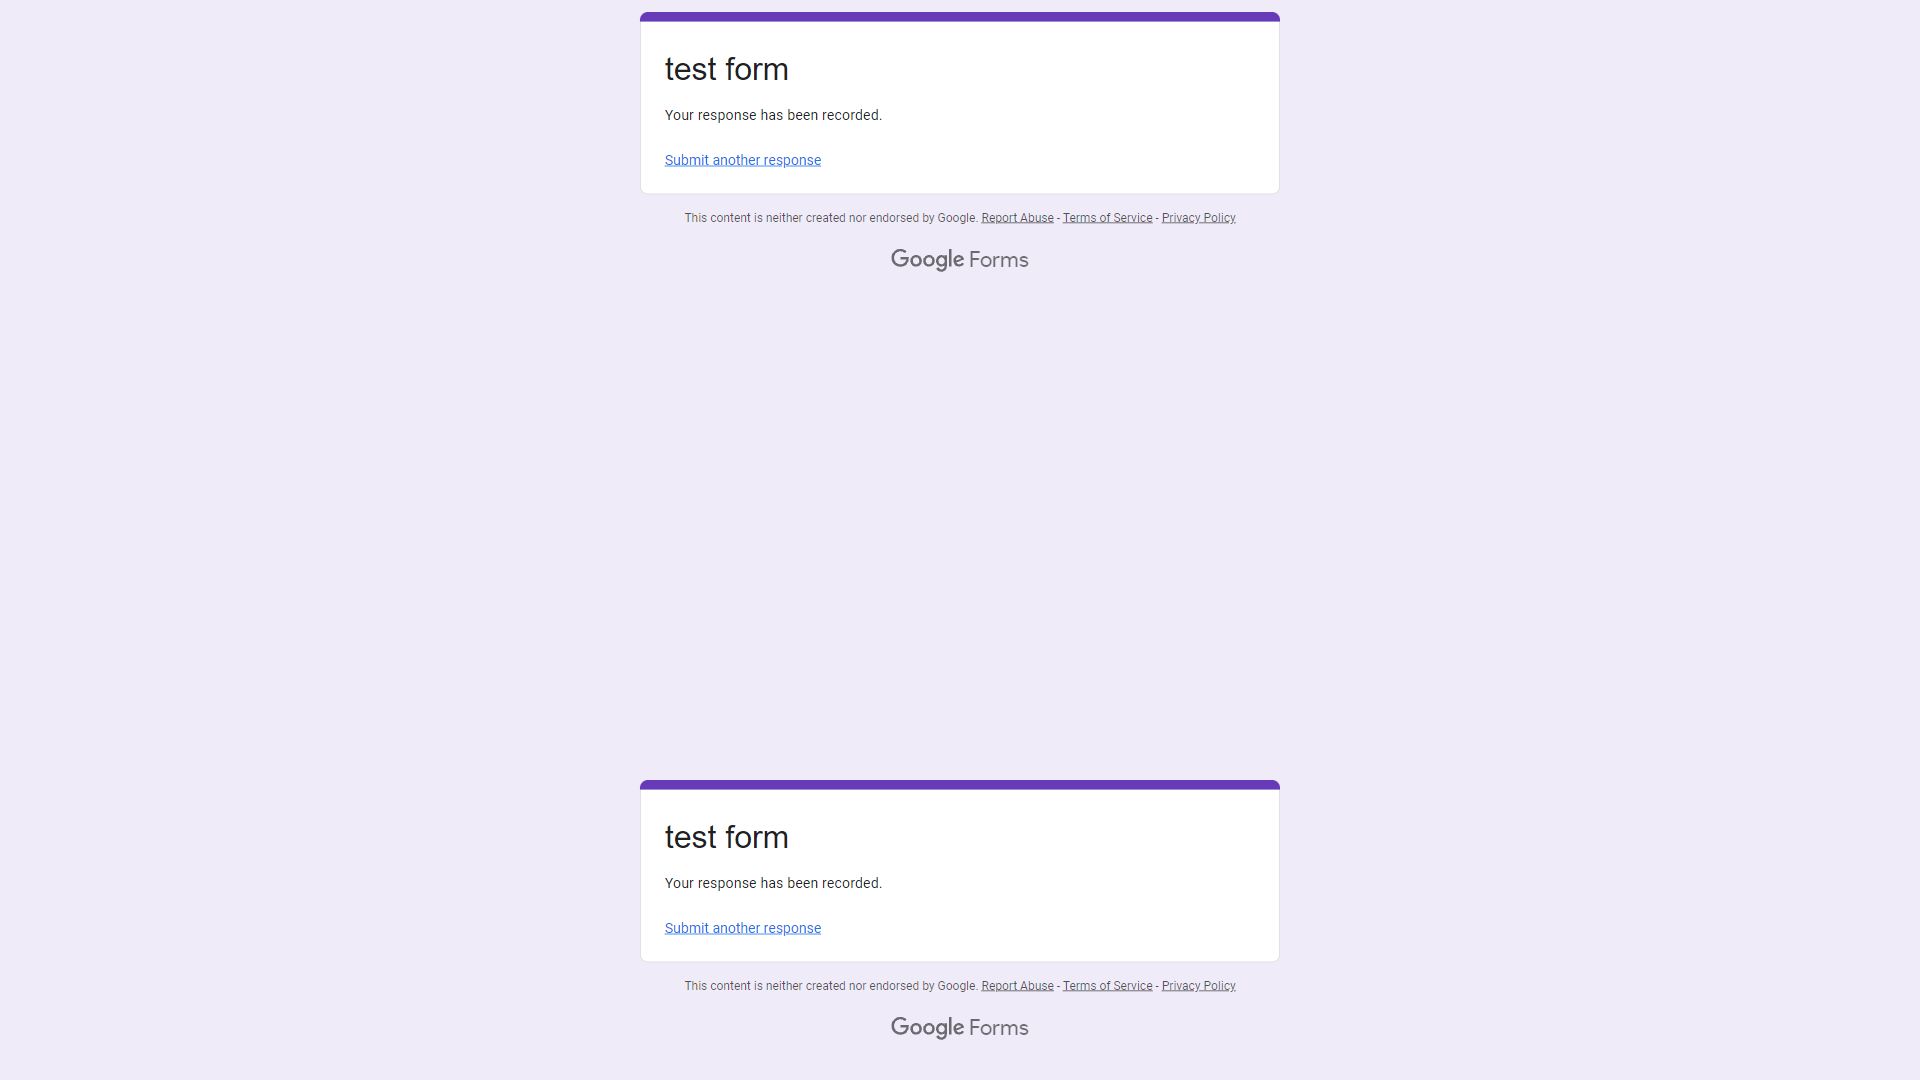 test form
Your response has been recorded.
Submit another response
This content is neither created nor endorsed by Google. Report Abuse - Terms of Service - Privacy Policy
Google Forms
test form
Your response has been recorded.
Submit another response
This content is neither created nor endorsed by Google. Report Abuse - Terms of Service - Privacy Policy
Google Forms